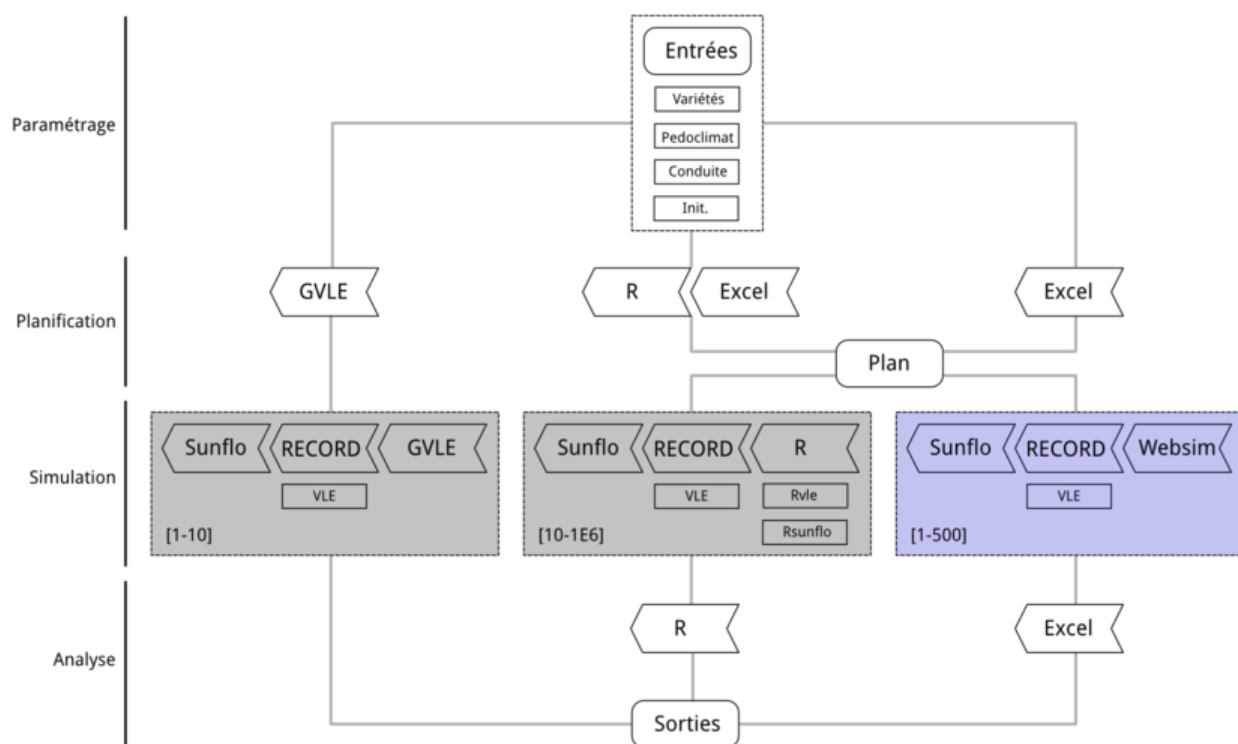 Entrées
Variétés
Paramétrage
Pedoclimat
Conduite
Init.
GVLE
R
Excel
Excel
Planification
Plan
Sunflo
RECORD
GVLE
Sunflo
RECORD
R
Sunflo
RECORD
Websim
Simulation
VLE
VLE
Rvle
VLE
[1-10]
[10-1E6]
Rsunflo
[1-500]
R
Excel
Analyse
Sorties